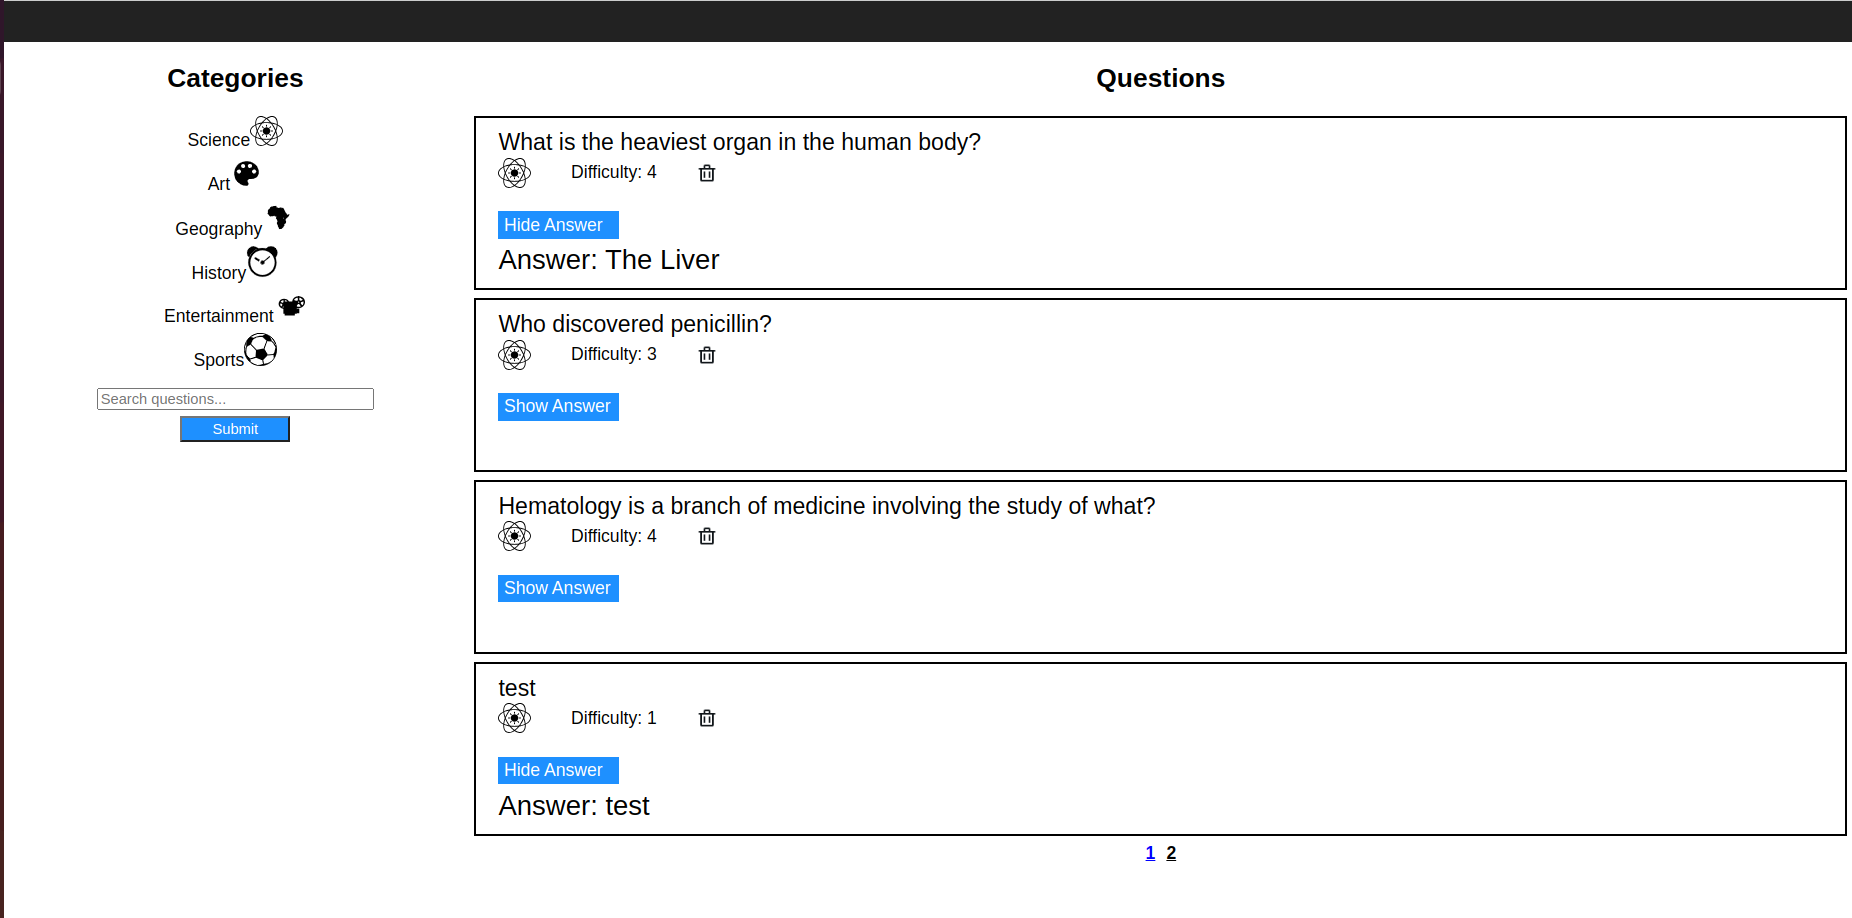 Categories
Science
Art
Geography
History
Entertainment
Sports
Search questions...
Submit
Questions
What is the heaviest organ in the human body?
Difficulty: 4
Hide Answer
Answer: The Liver
Who discovered penicillin?
Difficulty: 3
Show Answer
Hematology is a branch of medicine involving the study of what?
Difficulty: 4
Show Answer
test
Difficulty: 1
Hide Answer
Answer: test
1 2